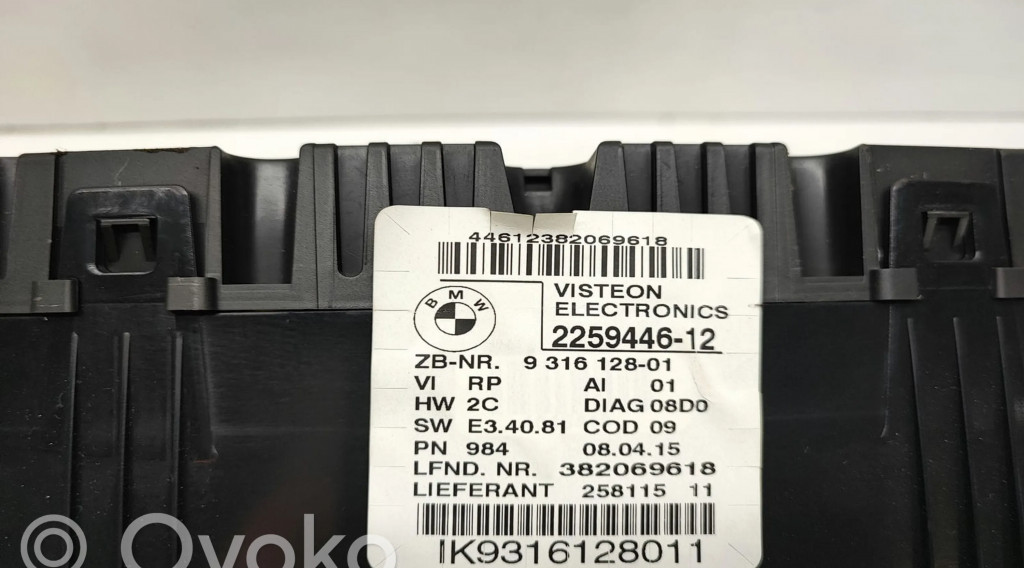 44612382069618
BMW
VISTEON
ELECTRONICS
2259446-12
ZB-NR. 9 316 128-01
VI RP AI 01
HW 2C DIAG 08D0
SW E3.40.81 COD 09
PN 984 08.04.15
LFND. NR. 382069618
LIEFERANT 258115 11
IK9316128011
Ovoko